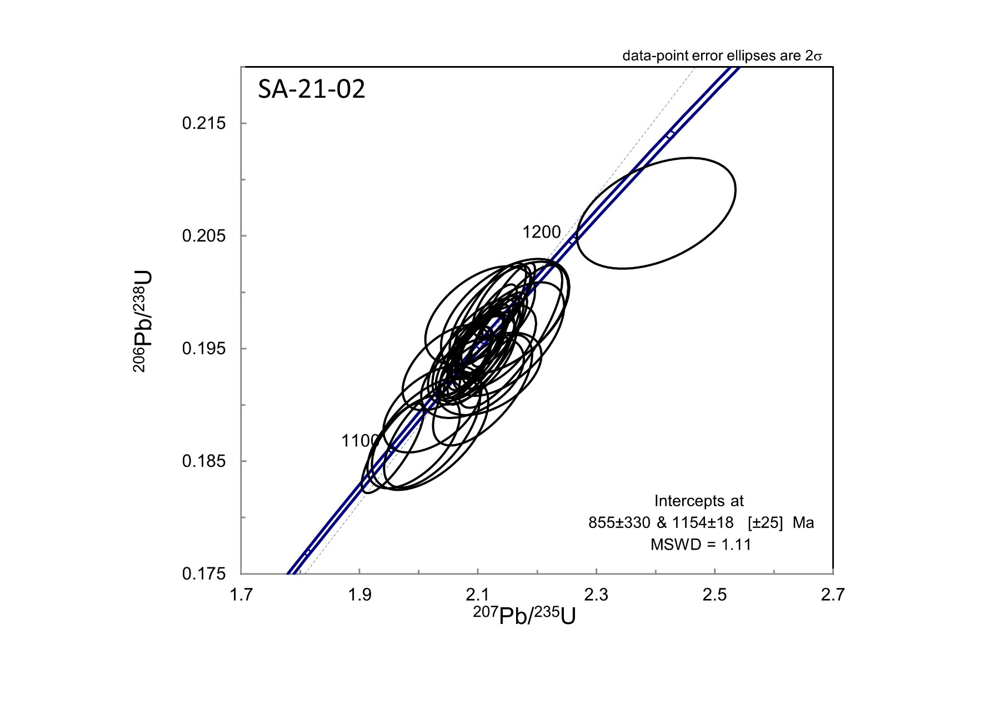 data-point error ellipses are 2σ
SA-21-02
0.215
0.205
0.195
0.185
0.175
1200
1100
206Pb/238U
Intercepts at
855±330 & 1154±18 [±25] Ma
MSWD = 1.11
1.7 1.9 2.1 2.3 2.5 2.7
207Pb/235U